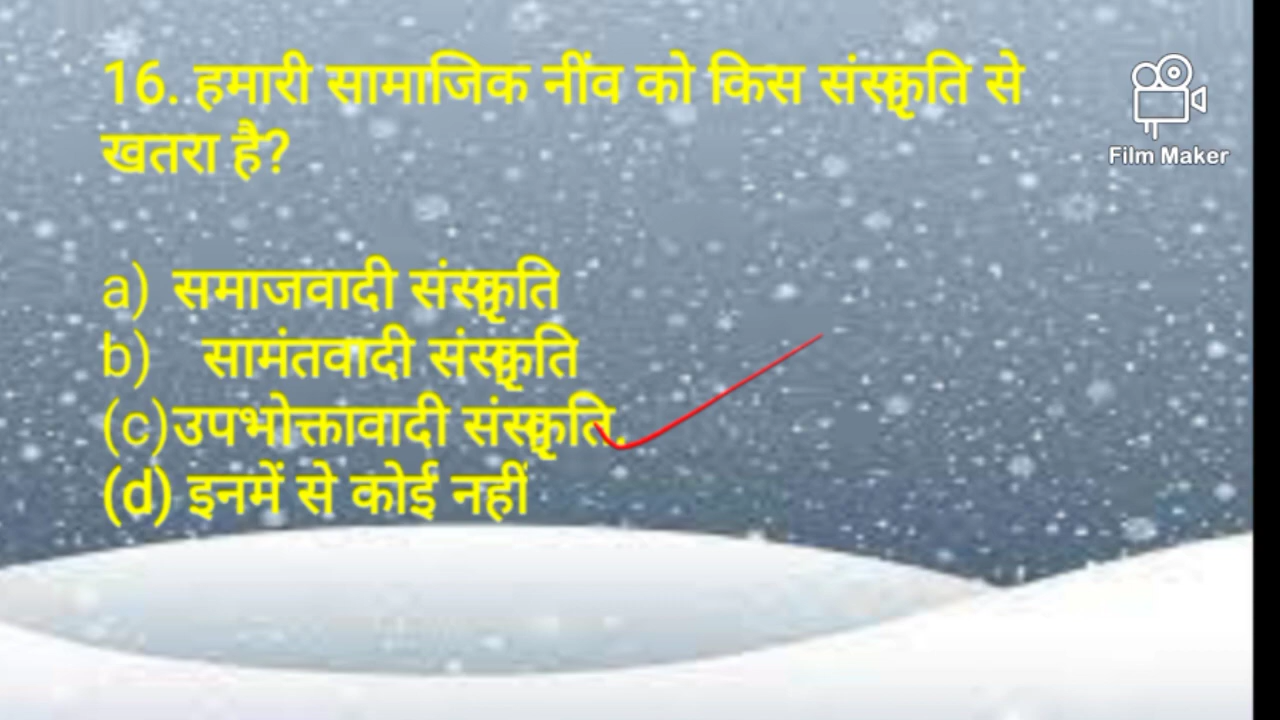 16. हमारी सामाजिक नींव को किस संस्कृति से
खतरा है?
Film Maker
a) समाजवादी संस्कृति
b) सामंतवादी संस्कृति
(c)उपभोक्तावादी संस्कृति.
(d) इनमें से कोई नहीं